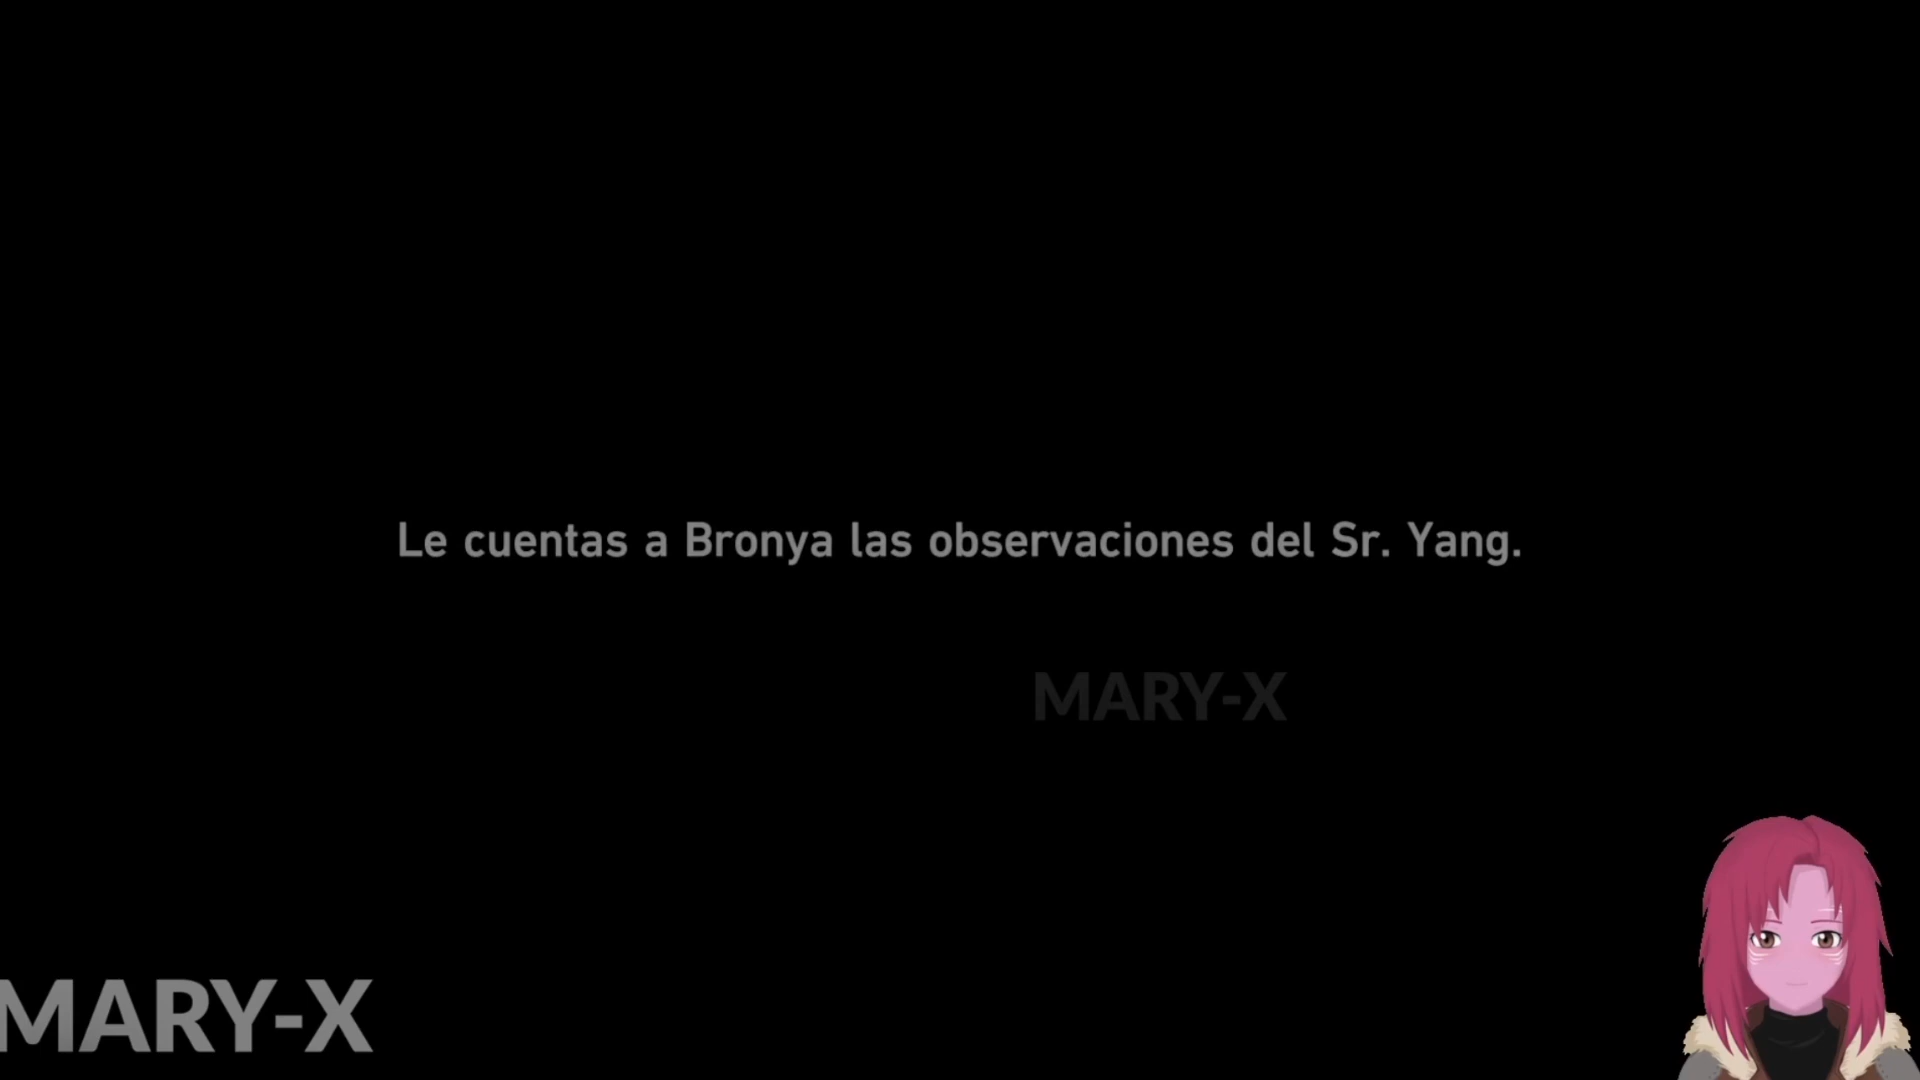 Le cuentas a Bronya las observaciones del Sr. Yang.
MARY-X
MARY-X